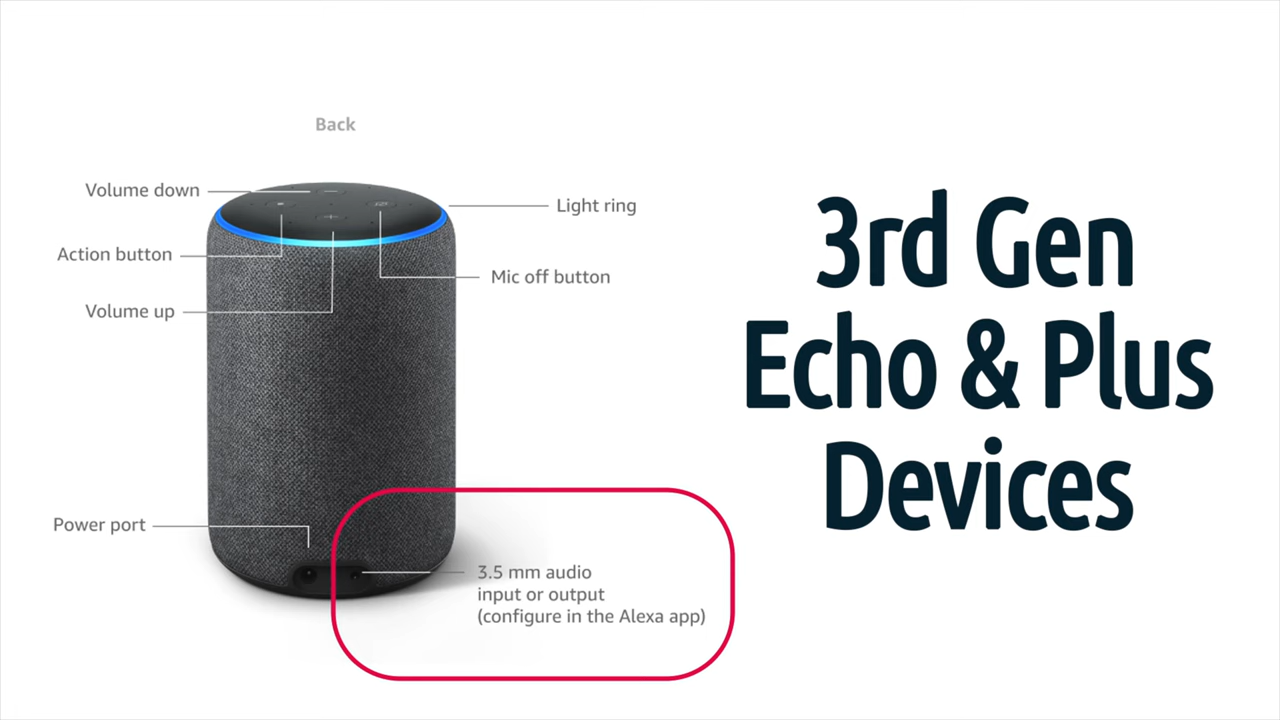 Back
Volume down
Light ring
Action button
Mic off button
Volume up
Power port
3.5 mm audio
input or output
(configure in the Alexa app)
3rd Gen
Echo & Plus
Devices